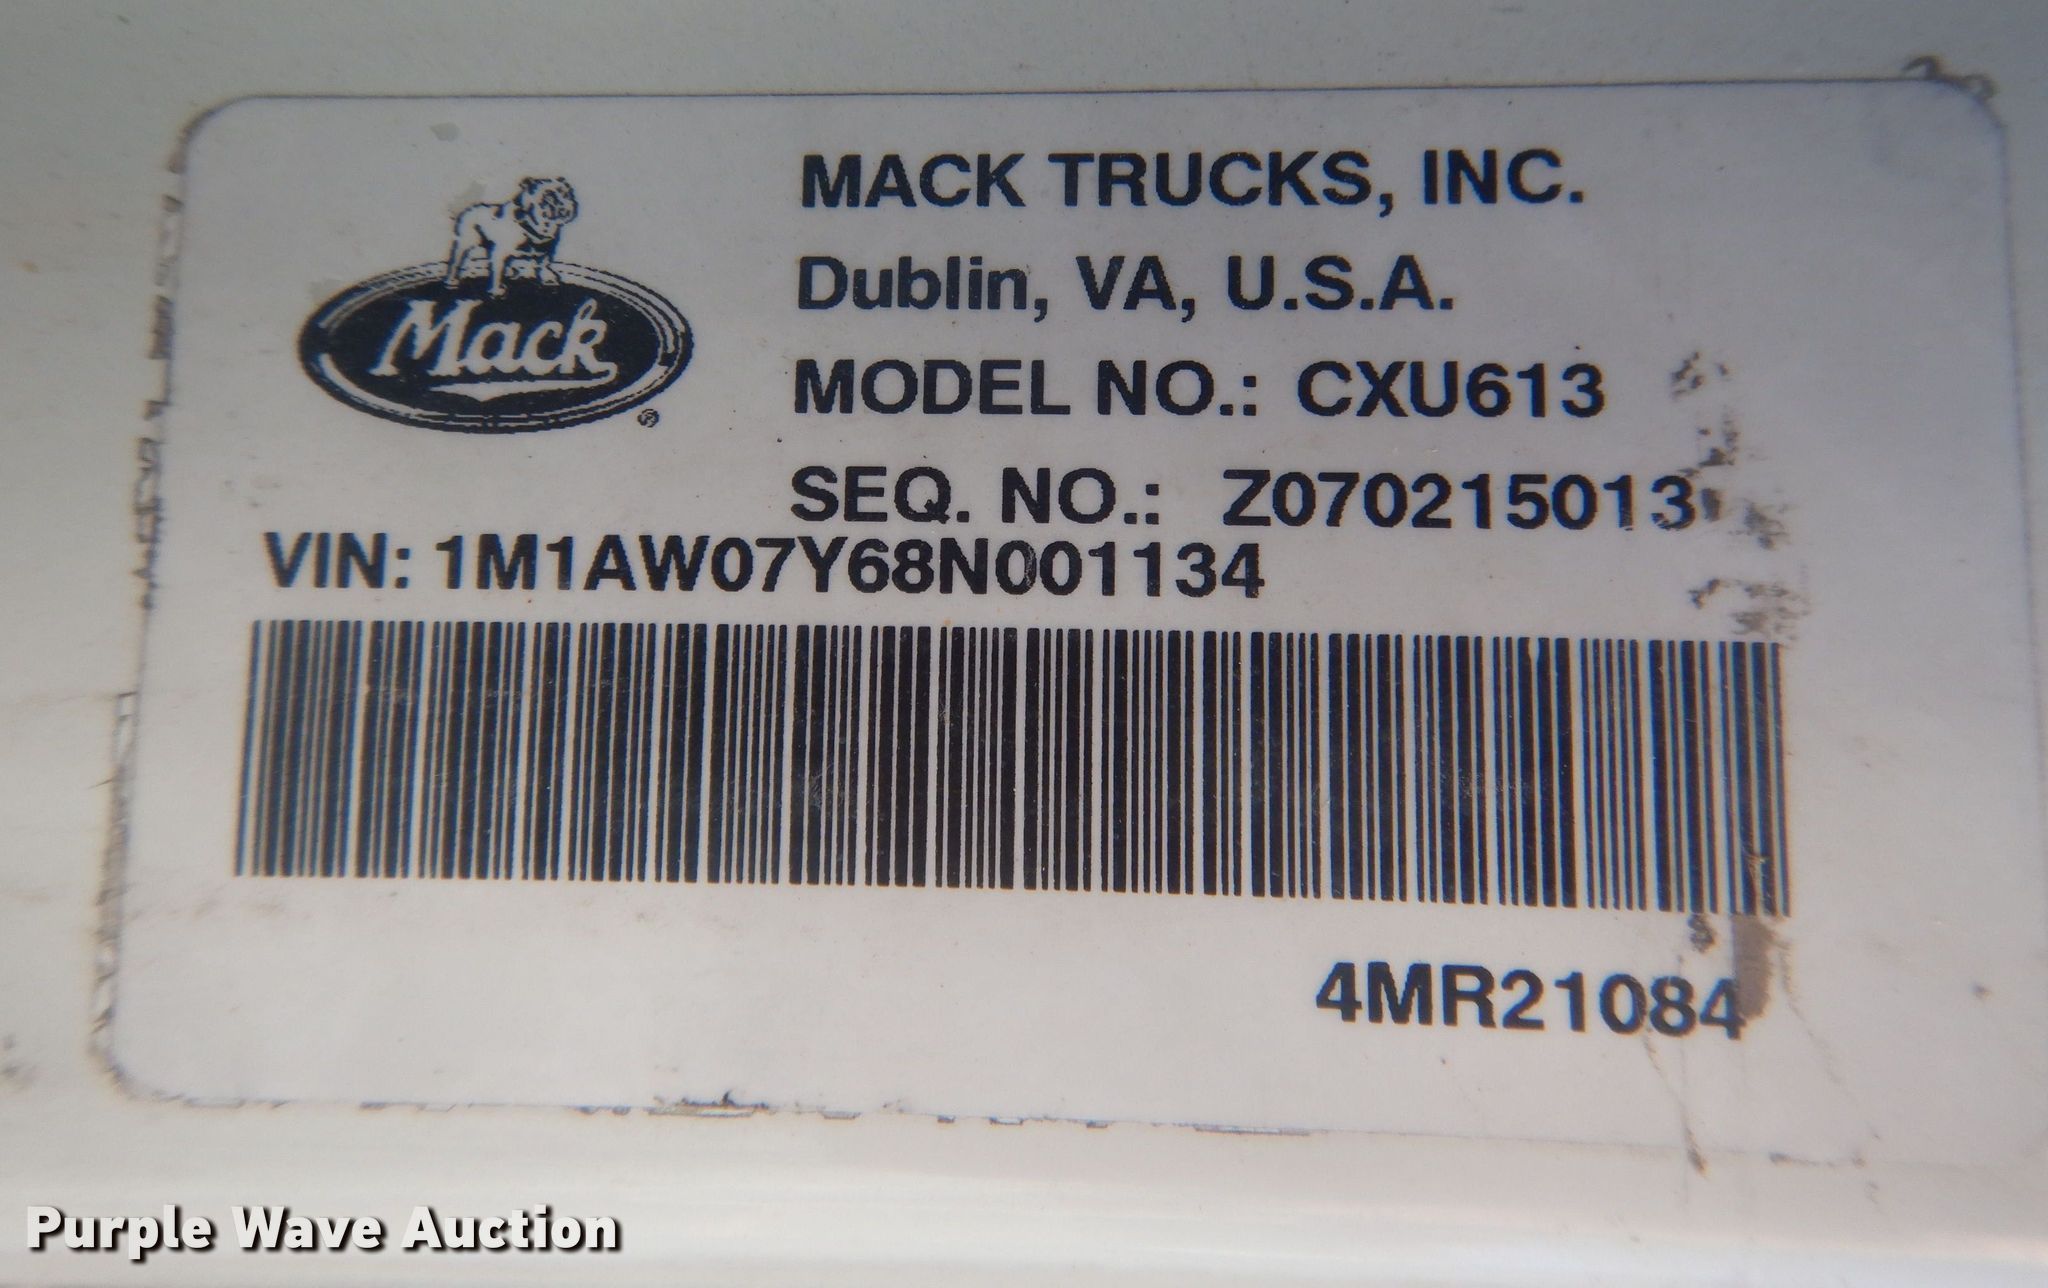 Mack
®
MACK TRUCKS, INC.
Dublin, VA, U.S.A.
MODEL NO.: CXU613
SEQ. NO.: Z070215013
VIN: 1M1AW07Y68N001134
4MR21084
Purple Wave Auction